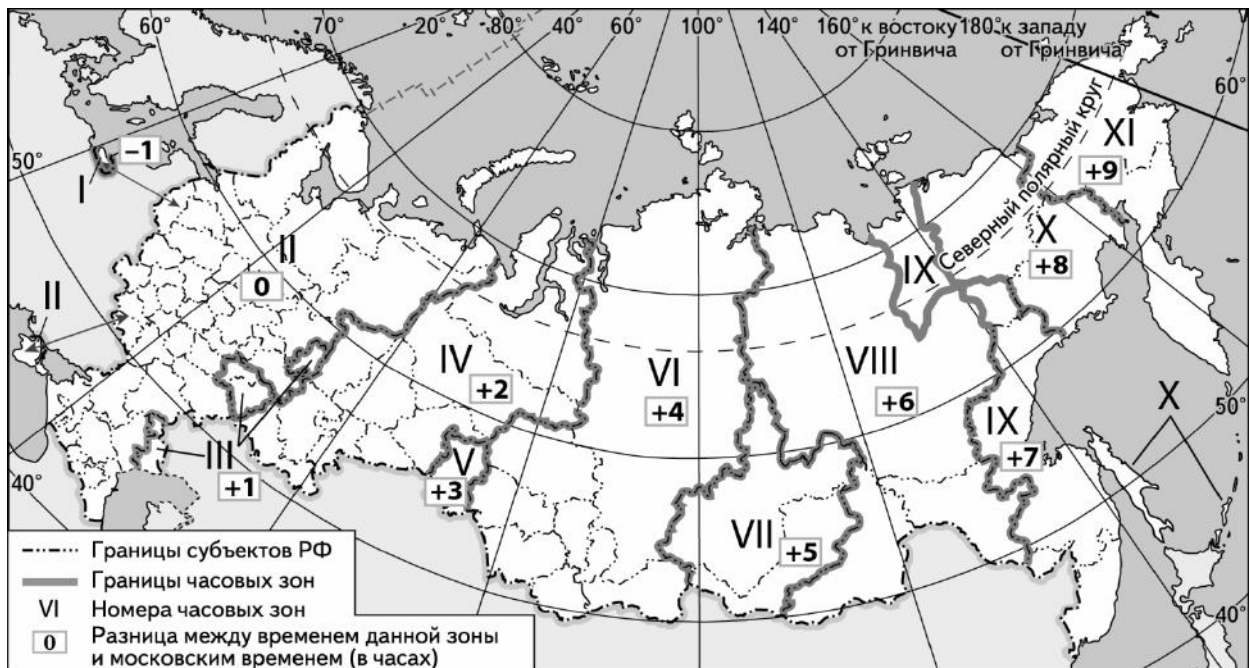 60°
70°
20°
80°
100°
120°
140°
160° к востоку
от Гринвича
180° к западу
от Гринвича
60°
Северный полярный круг
50°
–1
I
XI
+9
II
0
X
+8
IX
II
IV
+2
VI
+4
VIII
+6
X
50°
III
+1
V
+3
IX
+7
40°
VII
+5
40°
Границы субъектов РФ
Границы часовых зон
VI Номера часовых зон
0 Разница между временем данной зоны
и московским временем (в часах)